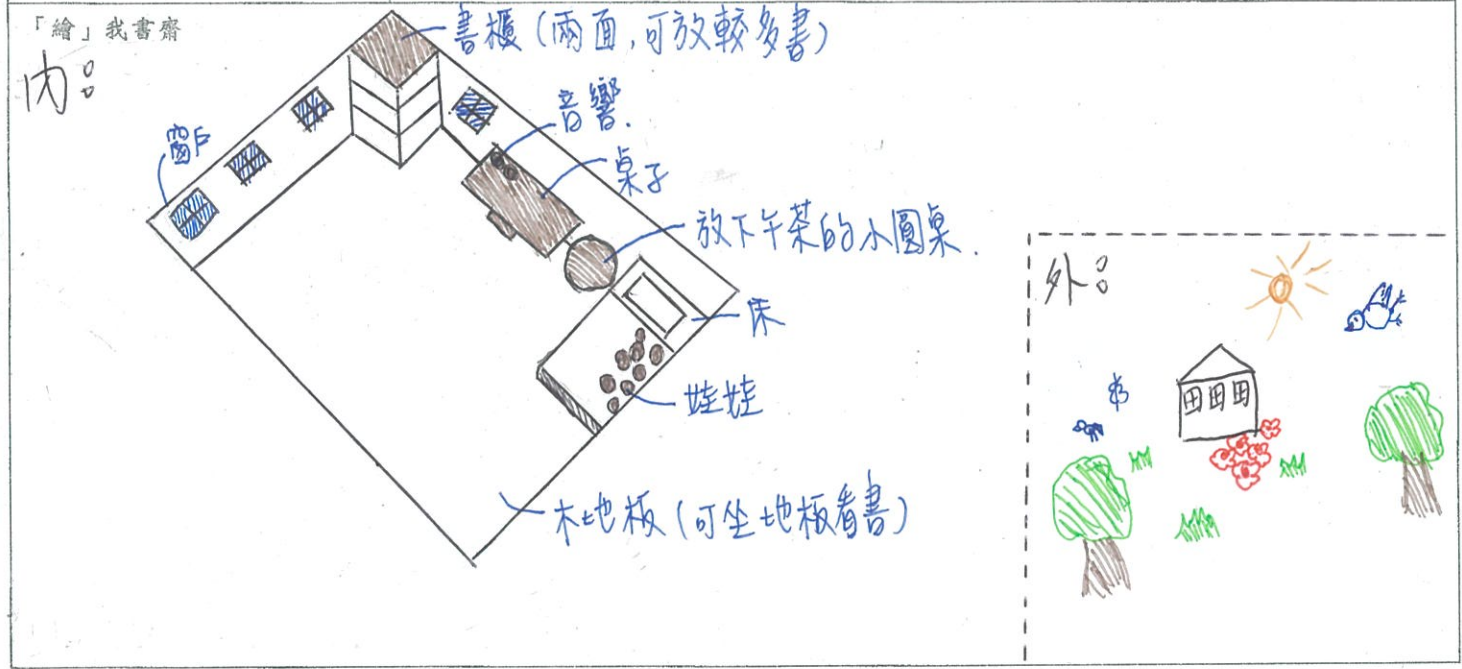 「繪」我書齋
內：
書櫃（兩面，可放較多書）
音響．
窗戶
桌子
放下午茶的小圓桌．
外：
床
娃娃
木地板（可坐地板看書）